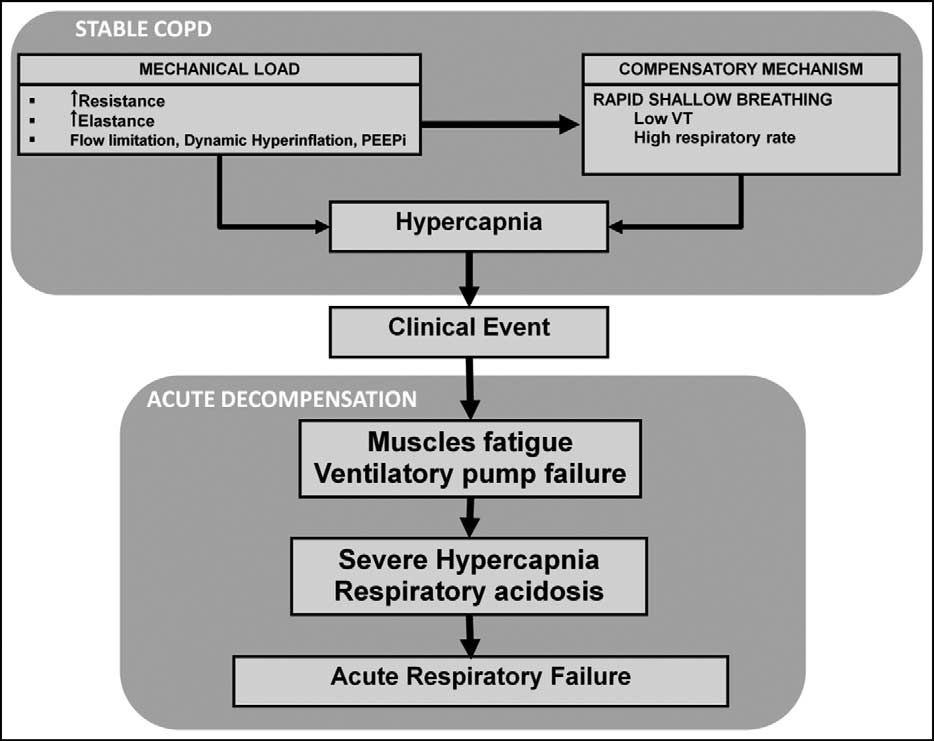 STABLE COPD
MECHANICAL LOAD
▪ ↑Resistance
▪ ↑Elastance
▪ Flow limitation, Dynamic Hyperinflation, PEEPi
COMPENSATORY MECHANISM
RAPID SHALLOW BREATHING
Low VT
High respiratory rate
Hypercapnia
Clinical Event
ACUTE DECOMPENSATION
Muscles fatigue
Ventilatory pump failure
Severe Hypercapnia
Respiratory acidosis
Acute Respiratory Failure